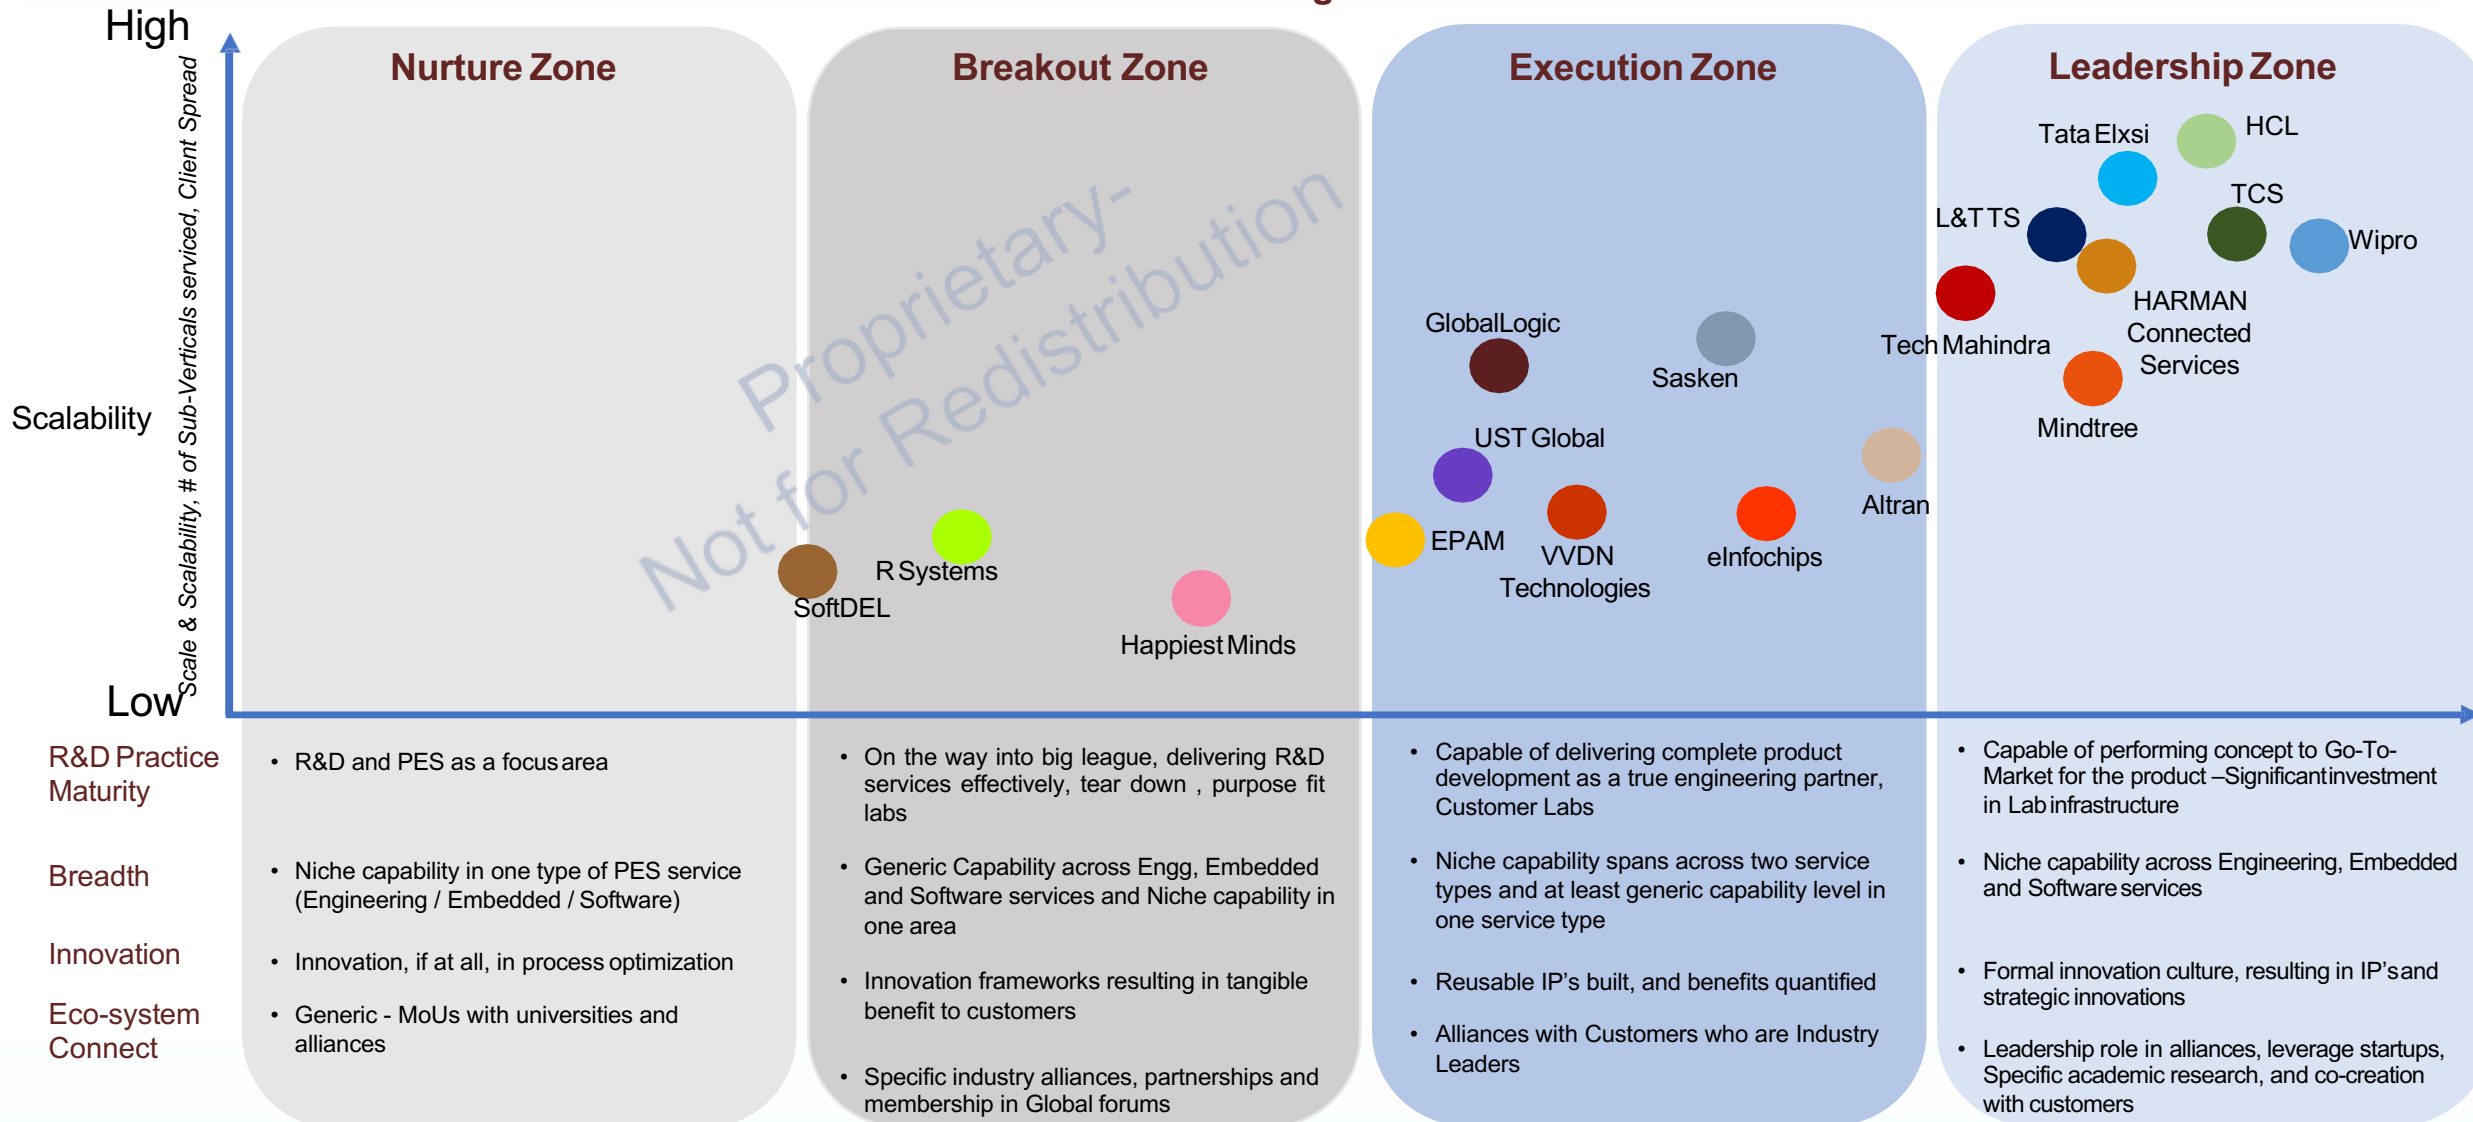 High
Nurture Zone
Breakout Zone
Execution Zone
Leadership Zone
Scale & Scalability, # of Sub-Verticals serviced, Client Spread
Scalability
Low
Proprietary-
Not for Redistribution
Tata Elxsi
HCL
TCS
L&T TS
Wipro
HARMAN
Connected
Services
Tech Mahindra
Mindtree
GlobalLogic
Sasken
UST Global
Altran
EPAM
VVDN
Technologies
eInfochips
R Systems
SoftDEL
Happiest Minds
R&D Practice
Maturity
• R&D and PES as a focus area
• On the way into big league, delivering R&D
services effectively, tear down , purpose fit
labs
• Capable of delivering complete product
development as a true engineering partner,
Customer Labs
• Capable of performing concept to Go-To-
Market for the product –Significant investment
in Lab infrastructure
Breadth
• Niche capability in one type of PES service
(Engineering / Embedded / Software)
• Generic Capability across Engg, Embedded
and Software services and Niche capability in
one area
• Niche capability spans across two service
types and at least generic capability level in
one service type
• Niche capability across Engineering, Embedded
and Software services
Innovation
• Innovation, if at all, in process optimization
• Innovation frameworks resulting in tangible
benefit to customers
• Reusable IP’s built, and benefits quantified
• Formal innovation culture, resulting in IP’s and
strategic innovations
Eco-system
Connect
• Generic - MoUs with universities and
alliances
• Specific industry alliances, partnerships and
membership in Global forums
• Alliances with Customers who are Industry
Leaders
• Leadership role in alliances, leverage startups,
Specific academic research, and co-creation
with customers